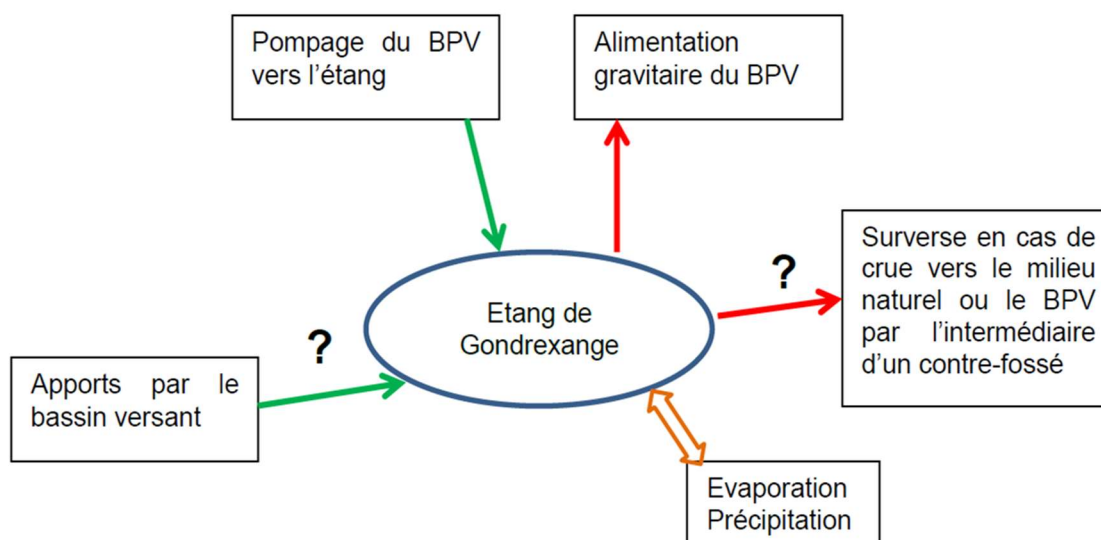 Pompage du BPV
vers l'étang
Alimentation
gravitaire du BPV
Surverse en cas de
crue vers le milieu
naturel ou le BPV
par l'intermédiaire
d'un contre-fossé
?
Etang de
Gondrexange
?
Apports par le
bassin versant
Evaporation
Précipitation